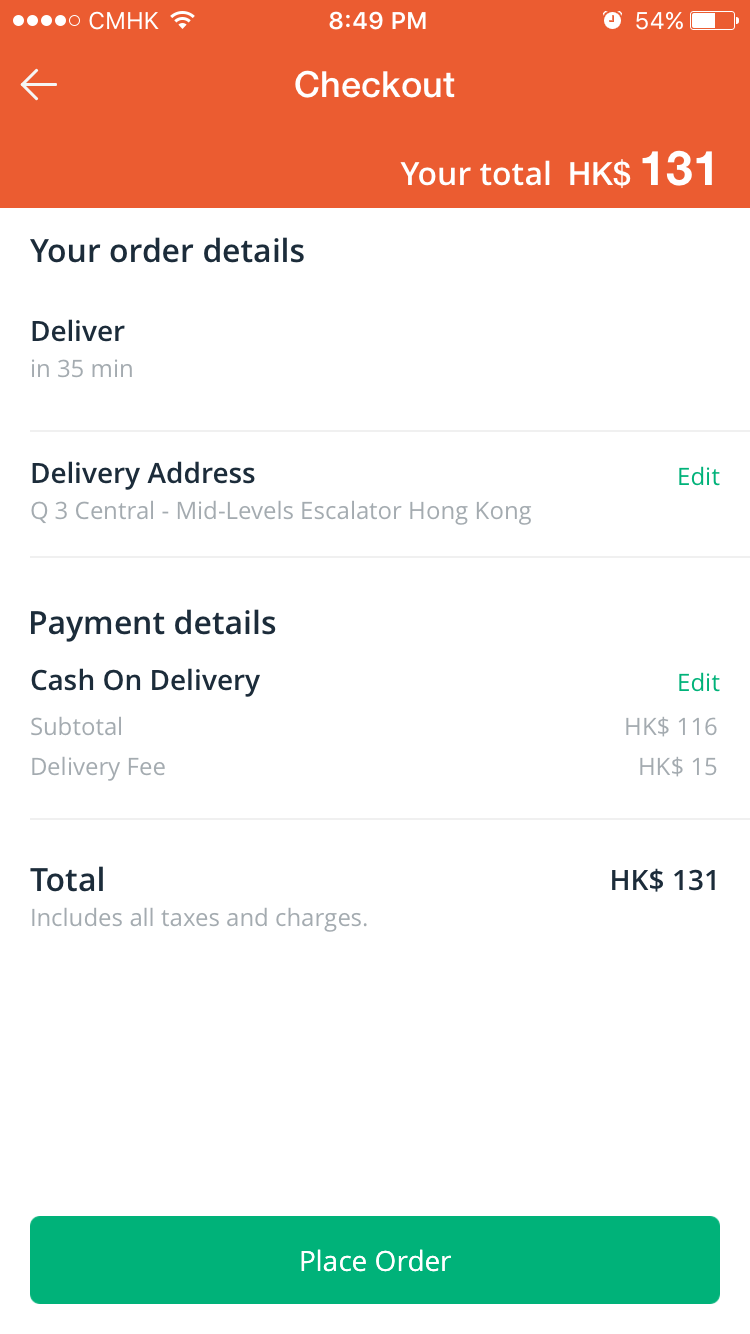 CMHK 8:49 PM 54%
Checkout
Your total HK$ 131
Your order details
Deliver
in 35 min
Delivery Address Edit
Q 3 Central - Mid-Levels Escalator Hong Kong
Payment details
Cash On Delivery Edit
Subtotal HK$ 116
Delivery Fee HK$ 15
Total HK$ 131
Includes all taxes and charges.
Place Order